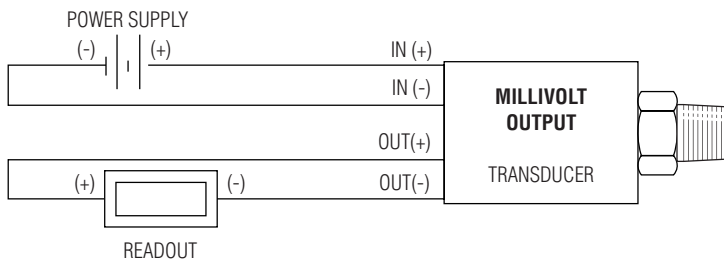 POWER SUPPLY
(-) (+) IN (+)
IN (-)
MILLIVOLT
OUTPUT
OUT(+)
TRANSDUCER
(+) (-) OUT(-)
READOUT